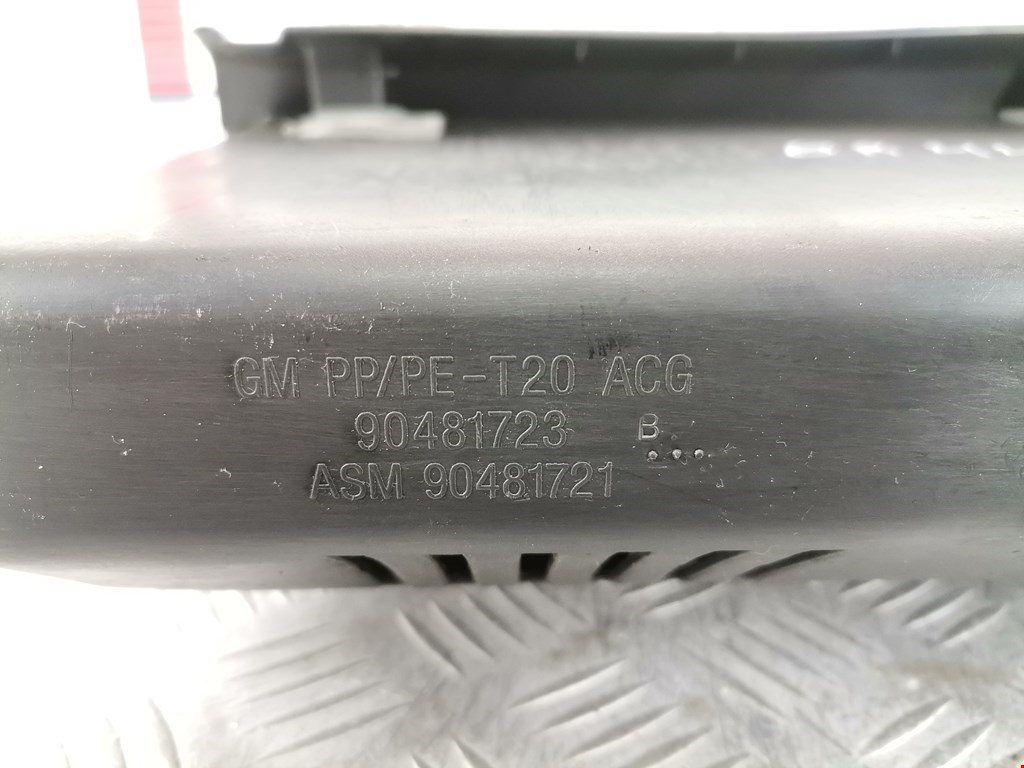 GM PP/PE-T20 ACG
90481723 B
ASM 90481721